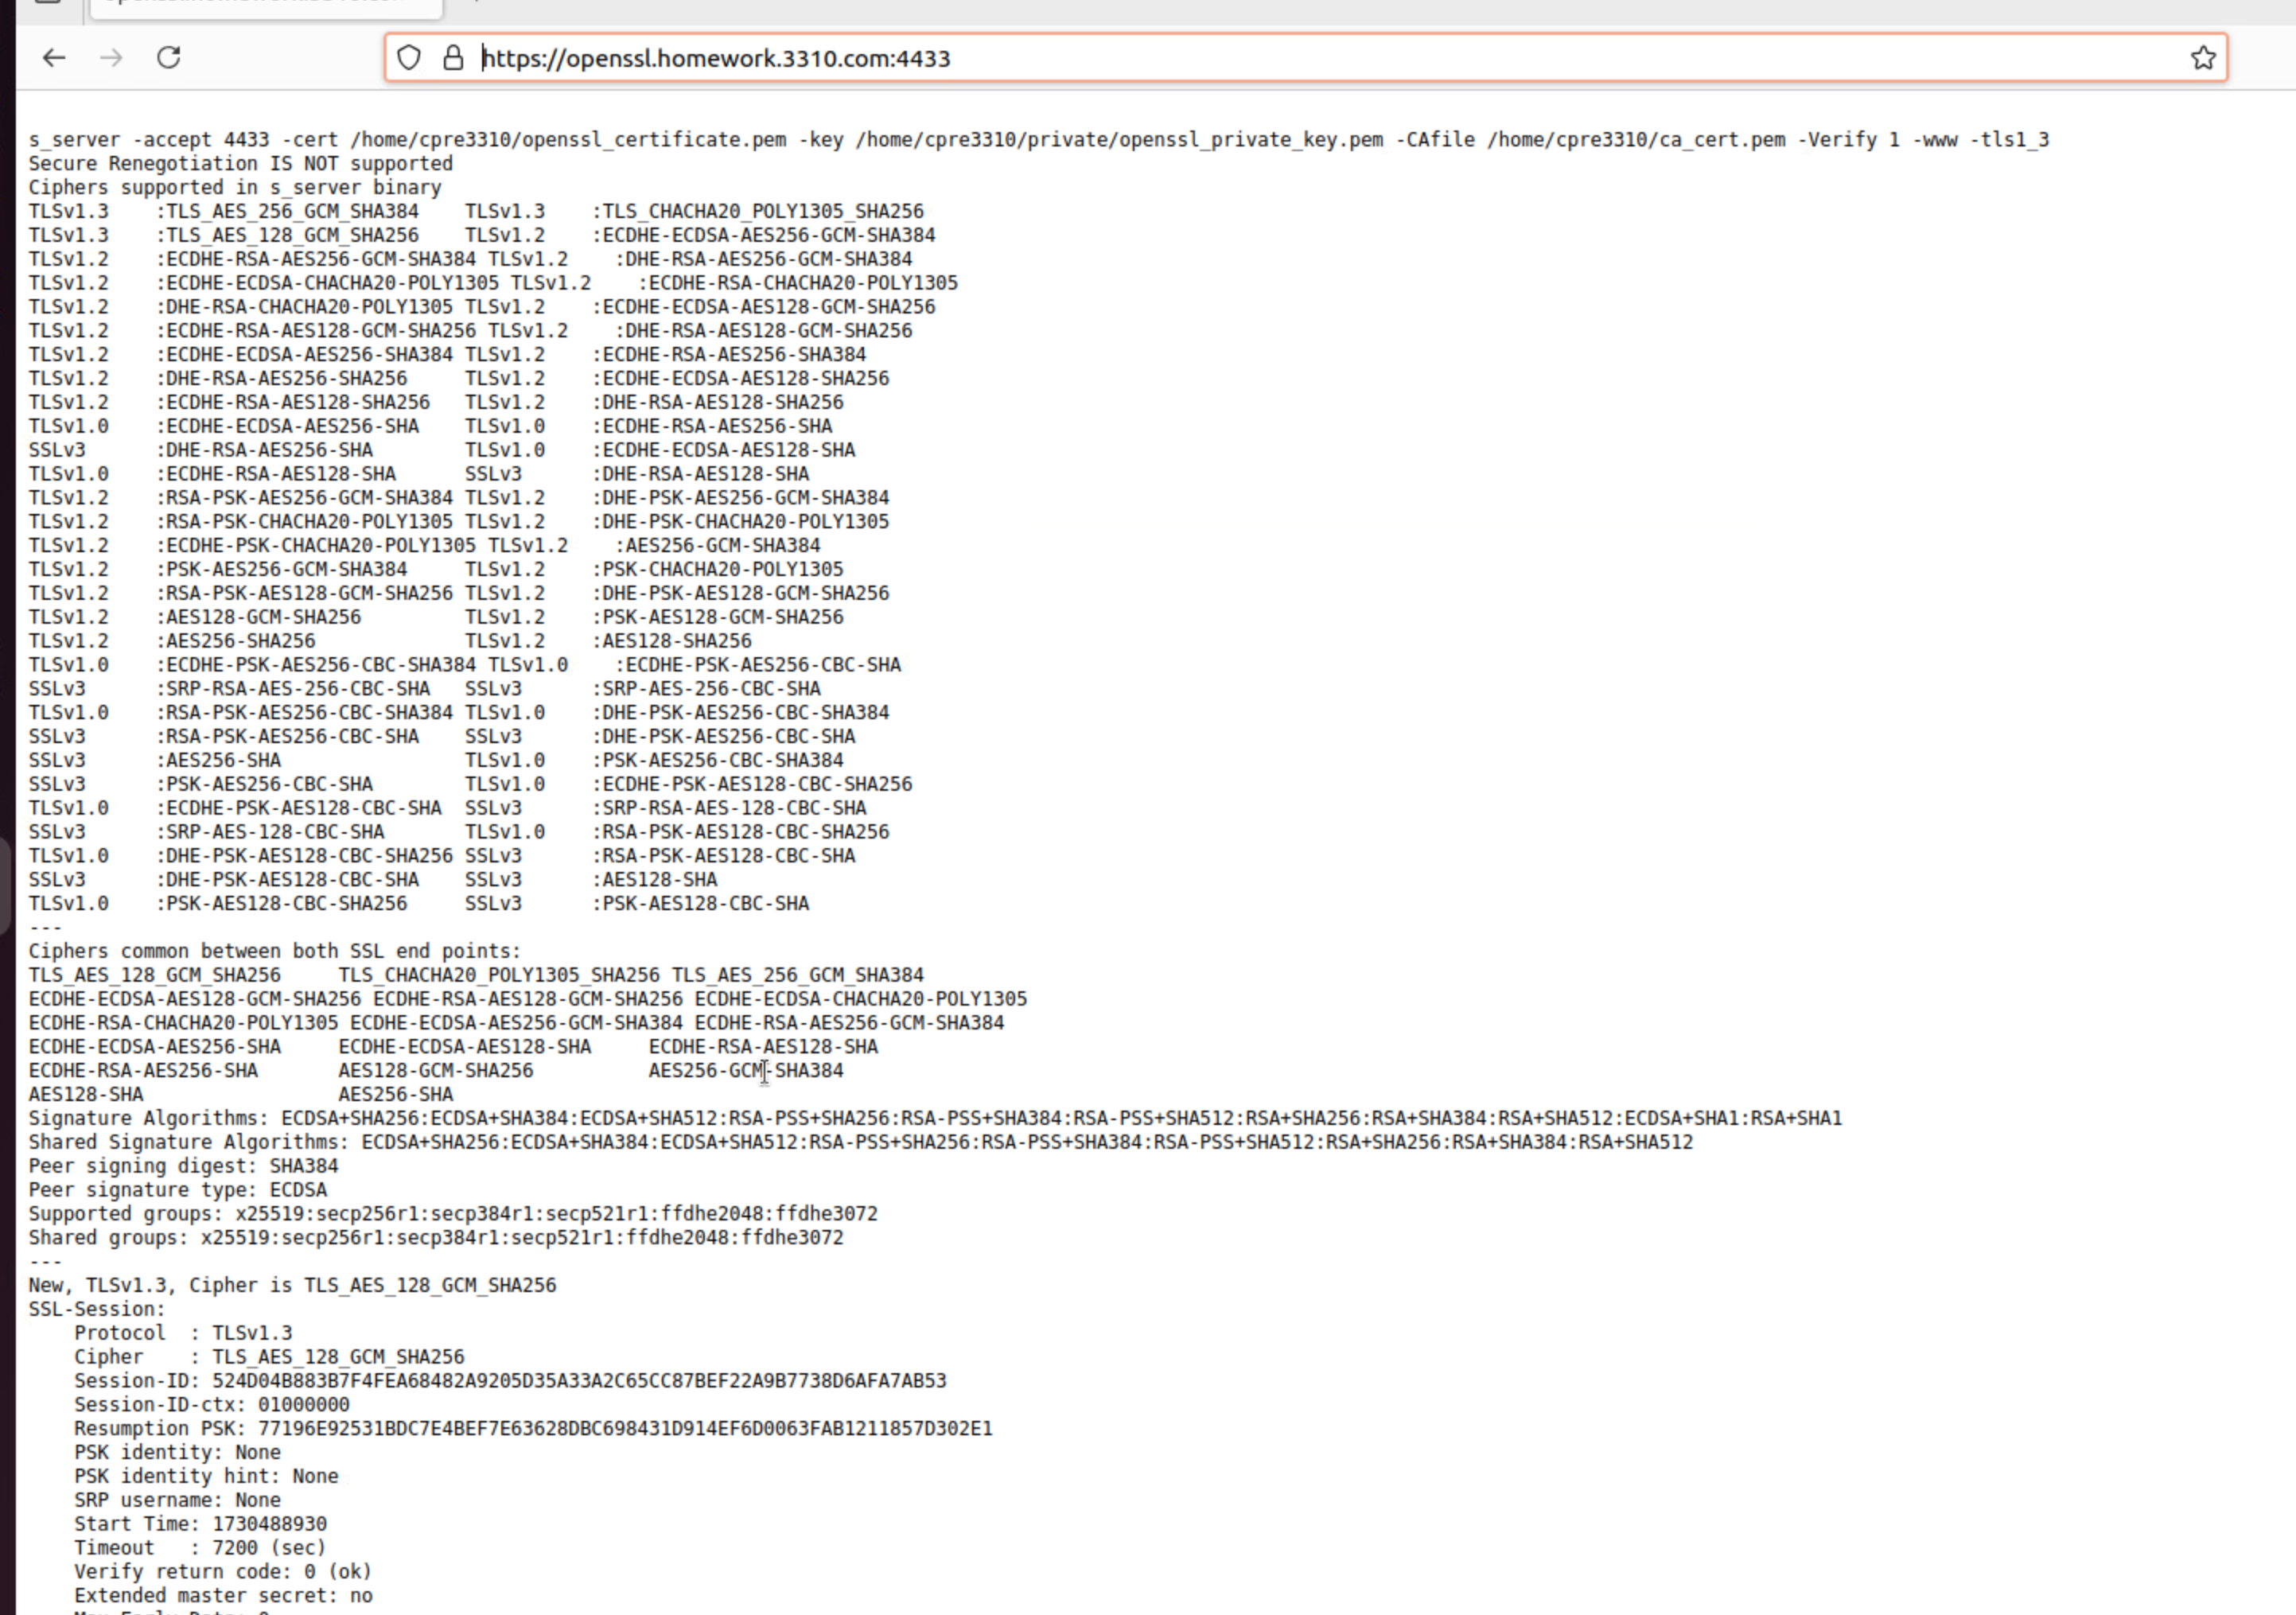 https://openssl.homework.3310.com:4433
s_server -accept 4433 -cert /home/cpre3310/openssl_certificate.pem -key /home/cpre3310/private/openssl_private_key.pem -CAfile /home/cpre3310/ca_cert.pem -Verify 1 -www -tls1_3
Secure Renegotiation IS NOT supported
Ciphers supported in s_server binary
TLSv1.3    :TLS_AES_256_GCM_SHA384    TLSv1.3    :TLS_CHACHA20_POLY1305_SHA256
TLSv1.3    :TLS_AES_128_GCM_SHA256    TLSv1.2    :ECDHE-ECDSA-AES256-GCM-SHA384
TLSv1.2    :ECDHE-RSA-AES256-GCM-SHA384 TLSv1.2    :DHE-RSA-AES256-GCM-SHA384
TLSv1.2    :ECDHE-ECDSA-CHACHA20-POLY1305 TLSv1.2    :ECDHE-RSA-CHACHA20-POLY1305
TLSv1.2    :DHE-RSA-CHACHA20-POLY1305 TLSv1.2    :ECDHE-ECDSA-AES128-GCM-SHA256
TLSv1.2    :ECDHE-RSA-AES128-GCM-SHA256 TLSv1.2    :DHE-RSA-AES128-GCM-SHA256
TLSv1.2    :ECDHE-ECDSA-AES256-SHA384 TLSv1.2    :ECDHE-RSA-AES256-SHA384
TLSv1.2    :DHE-RSA-AES256-SHA256     TLSv1.2    :ECDHE-ECDSA-AES128-SHA256
TLSv1.2    :ECDHE-RSA-AES128-SHA256   TLSv1.2    :DHE-RSA-AES128-SHA256
TLSv1.0    :ECDHE-ECDSA-AES256-SHA    TLSv1.0    :ECDHE-RSA-AES256-SHA
SSLv3      :DHE-RSA-AES256-SHA        TLSv1.0    :ECDHE-ECDSA-AES128-SHA
TLSv1.0    :ECDHE-RSA-AES128-SHA      SSLv3      :DHE-RSA-AES128-SHA
TLSv1.2    :RSA-PSK-AES256-GCM-SHA384 TLSv1.2    :DHE-PSK-AES256-GCM-SHA384
TLSv1.2    :RSA-PSK-CHACHA20-POLY1305 TLSv1.2    :DHE-PSK-CHACHA20-POLY1305
TLSv1.2    :ECDHE-PSK-CHACHA20-POLY1305 TLSv1.2    :AES256-GCM-SHA384
TLSv1.2    :PSK-AES256-GCM-SHA384     TLSv1.2    :PSK-CHACHA20-POLY1305
TLSv1.2    :RSA-PSK-AES128-GCM-SHA256 TLSv1.2    :DHE-PSK-AES128-GCM-SHA256
TLSv1.2    :AES128-GCM-SHA256         TLSv1.2    :PSK-AES128-GCM-SHA256
TLSv1.2    :AES256-SHA256             TLSv1.2    :AES128-SHA256
TLSv1.0    :ECDHE-PSK-AES256-CBC-SHA384 TLSv1.0    :ECDHE-PSK-AES256-CBC-SHA
SSLv3      :SRP-RSA-AES-256-CBC-SHA   SSLv3      :SRP-AES-256-CBC-SHA
TLSv1.0    :RSA-PSK-AES256-CBC-SHA384 TLSv1.0    :DHE-PSK-AES256-CBC-SHA384
SSLv3      :RSA-PSK-AES256-CBC-SHA    SSLv3      :DHE-PSK-AES256-CBC-SHA
SSLv3      :AES256-SHA                TLSv1.0    :PSK-AES256-CBC-SHA384
SSLv3      :PSK-AES256-CBC-SHA        TLSv1.0    :ECDHE-PSK-AES128-CBC-SHA256
TLSv1.0    :ECDHE-PSK-AES128-CBC-SHA  SSLv3      :SRP-RSA-AES-128-CBC-SHA
SSLv3      :SRP-AES-128-CBC-SHA       TLSv1.0    :RSA-PSK-AES128-CBC-SHA256
TLSv1.0    :DHE-PSK-AES128-CBC-SHA256 SSLv3      :RSA-PSK-AES128-CBC-SHA
SSLv3      :DHE-PSK-AES128-CBC-SHA    SSLv3      :AES128-SHA
TLSv1.0    :PSK-AES128-CBC-SHA256     SSLv3      :PSK-AES128-CBC-SHA
---
Ciphers common between both SSL end points:
TLS_AES_128_GCM_SHA256     TLS_CHACHA20_POLY1305_SHA256 TLS_AES_256_GCM_SHA384
ECDHE-ECDSA-AES128-GCM-SHA256 ECDHE-RSA-AES128-GCM-SHA256 ECDHE-ECDSA-CHACHA20-POLY1305
ECDHE-RSA-CHACHA20-POLY1305 ECDHE-ECDSA-AES256-GCM-SHA384 ECDHE-RSA-AES256-GCM-SHA384
ECDHE-ECDSA-AES256-SHA     ECDHE-ECDSA-AES128-SHA     ECDHE-RSA-AES128-SHA
ECDHE-RSA-AES256-SHA       AES128-GCM-SHA256          AES256-GCM-SHA384
AES128-SHA                 AES256-SHA
Signature Algorithms: ECDSA+SHA256:ECDSA+SHA384:ECDSA+SHA512:RSA-PSS+SHA256:RSA-PSS+SHA384:RSA-PSS+SHA512:RSA+SHA256:RSA+SHA384:RSA+SHA512:ECDSA+SHA1:RSA+SHA1
Shared Signature Algorithms: ECDSA+SHA256:ECDSA+SHA384:ECDSA+SHA512:RSA-PSS+SHA256:RSA-PSS+SHA384:RSA-PSS+SHA512:RSA+SHA256:RSA+SHA384:RSA+SHA512
Peer signing digest: SHA384
Peer signature type: ECDSA
Supported groups: x25519:secp256r1:secp384r1:secp521r1:ffdhe2048:ffdhe3072
Shared groups: x25519:secp256r1:secp384r1:secp521r1:ffdhe2048:ffdhe3072
---
New, TLSv1.3, Cipher is TLS_AES_128_GCM_SHA256
SSL-Session:
    Protocol  : TLSv1.3
    Cipher    : TLS_AES_128_GCM_SHA256
    Session-ID: 524D04B883B7F4FEA68482A9205D35A33A2C65CC87BEF22A9B7738D6AFA7AB53
    Session-ID-ctx: 01000000
    Resumption PSK: 77196E92531BDC7E4BEF7E63628DBC698431D914EF6D0063FAB1211857D302E1
    PSK identity: None
    PSK identity hint: None
    SRP username: None
    Start Time: 1730488930
    Timeout   : 7200 (sec)
    Verify return code: 0 (ok)
    Extended master secret: no